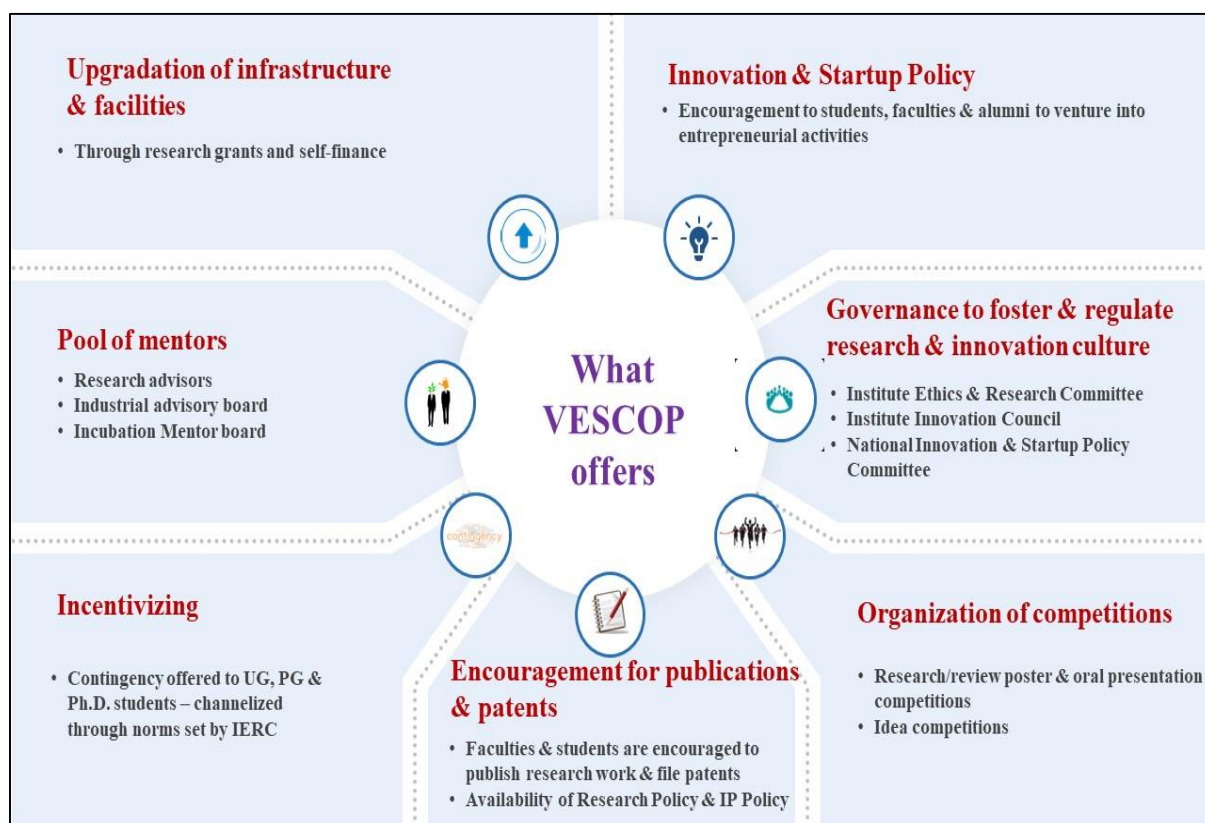 Upgradation of infrastructure
& facilities
• Through research grants and self-finance
Innovation & Startup Policy
• Encouragement to students, faculties & alumni to venture into
entrepreneurial activities
Pool of mentors
• Research advisors
• Industrial advisory board
• Incubation Mentor board
What
VESCOP
offers
Governance to foster & regulate
research & innovation culture
• Institute Ethics & Research Committee
• Institute Innovation Council
• National Innovation & Startup Policy
Committee
contingency
Incentivizing
• Contingency offered to UG, PG &
Ph.D. students – channelized
through norms set by IERC
Encouragement for publications
& patents
• Faculties & students are encouraged to
publish research work & file patents
• Availability of Research Policy & IP Policy
Organization of competitions
• Research/review poster & oral presentation
competitions
• Idea competitions